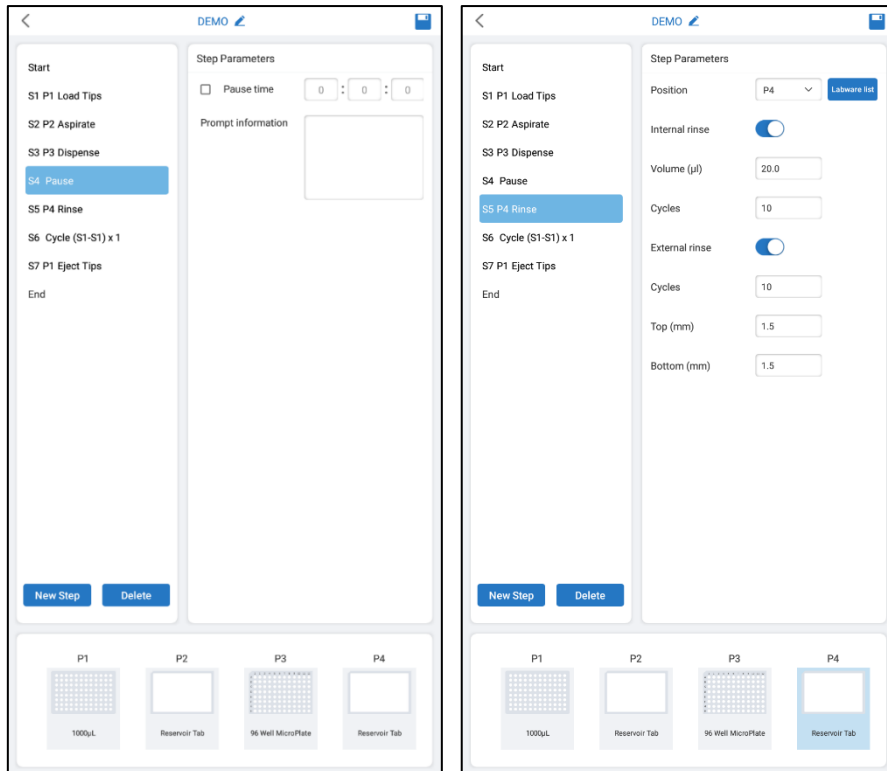 DEMO
Start
S1 P1 Load Tips
S2 P2 Aspirate
S3 P3 Dispense
S4 Pause
S5 P4 Rinse
S6 Cycle (S1-S1) x 1
S7 P1 Eject Tips
End
New Step Delete
Step Parameters
Pause time 0 : 0 : 0
Prompt information
P1 P2 P3 P4
1000μL Reservoir Tab 96 Well MicroPlate Reservoir Tab
DEMO
Start
S1 P1 Load Tips
S2 P2 Aspirate
S3 P3 Dispense
S4 Pause
S5 P4 Rinse
S6 Cycle (S1-S1) x 1
S7 P1 Eject Tips
End
New Step Delete
Step Parameters
Position P4 Labware list
Internal rinse
Volume (μl) 20.0
Cycles 10
External rinse
Cycles 10
Top (mm) 1.5
Bottom (mm) 1.5
P1 P2 P3 P4
1000μL Reservoir Tab 96 Well MicroPlate Reservoir Tab